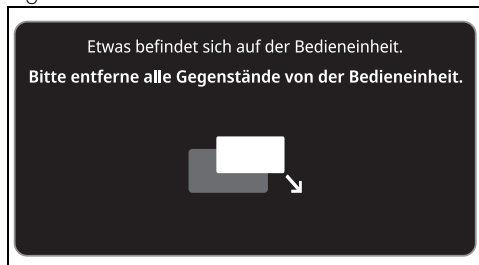 Etwas befindet sich auf der Bedieneinheit.
Bitte entferne alle Gegenstände von der Bedieneinheit.